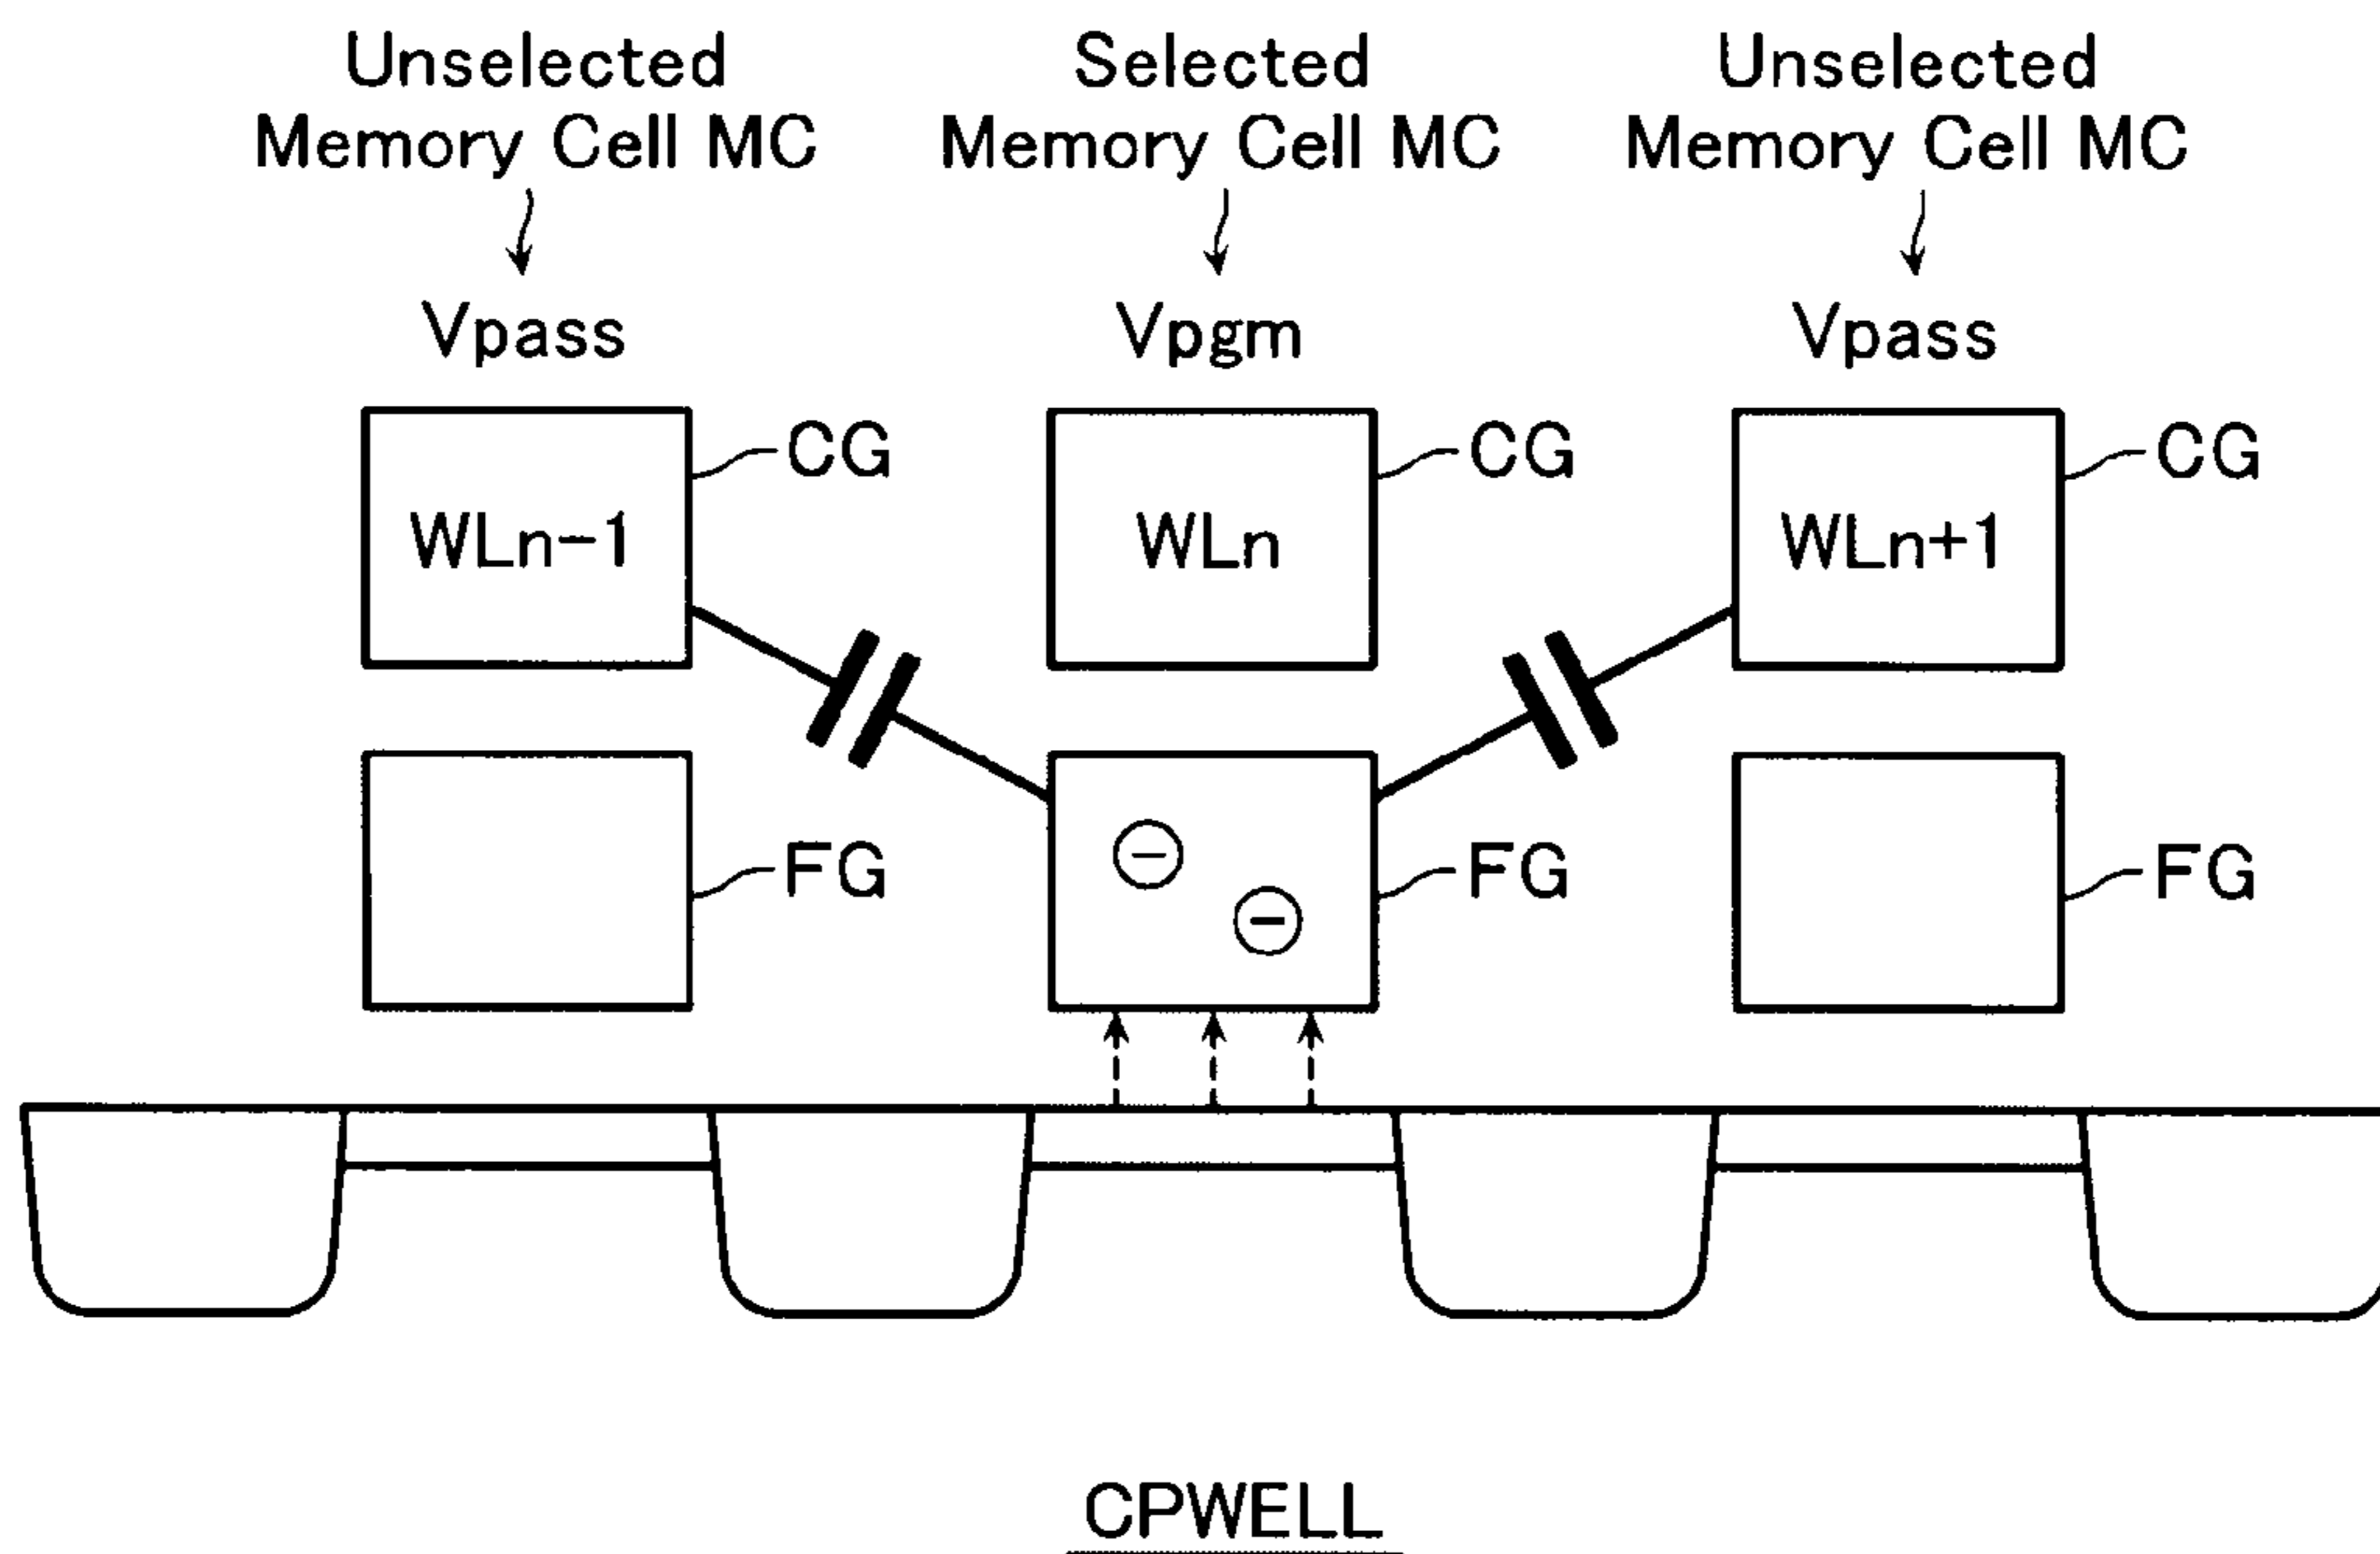 Unselected
Memory Cell MC
Selected
Memory Cell MC
Unselected
Memory Cell MC
Vpass
Vpgm
Vpass
CG
CG
CG
WLn-1
WLn
WLn+1
FG
FG
FG
CPWELL